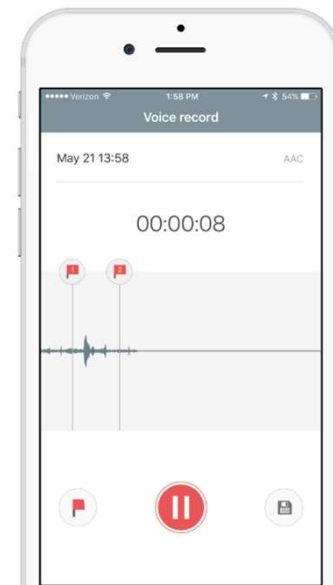 Verizon 1:58 PM 54%
Voice record
May 21 13:58 AAC
00:00:08
1 2